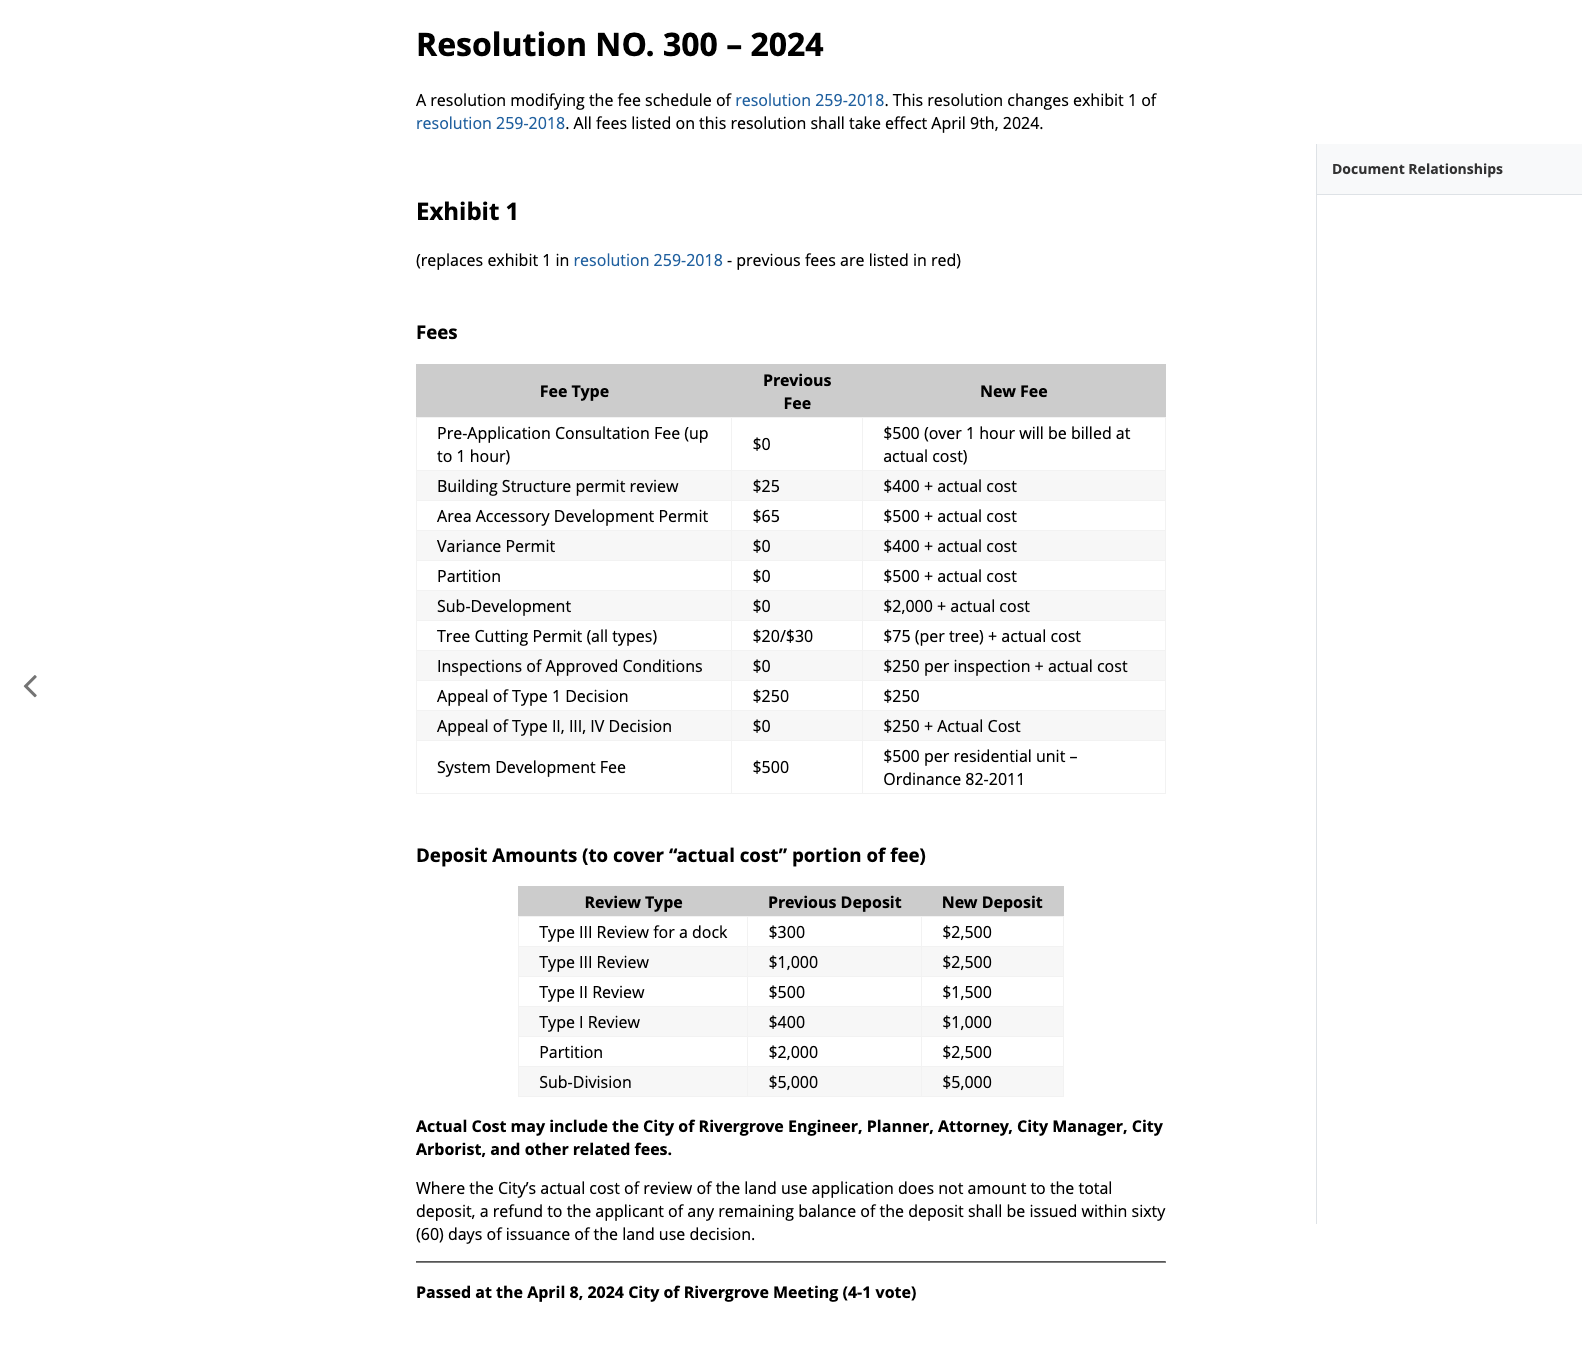 Resolution NO. 300 – 2024
A resolution modifying the fee schedule of resolution 259-2018. This resolution changes exhibit 1 of
resolution 259-2018. All fees listed on this resolution shall take effect April 9th, 2024.
Document Relationships
Exhibit 1
(replaces exhibit 1 in resolution 259-2018 - previous fees are listed in red)
Fees
Fee Type Previous Fee New Fee
Pre-Application Consultation Fee (up to 1 hour) $0 $500 (over 1 hour will be billed at actual cost)
Building Structure permit review $25 $400 + actual cost
Area Accessory Development Permit $65 $500 + actual cost
Variance Permit $0 $400 + actual cost
Partition $0 $500 + actual cost
Sub-Development $0 $2,000 + actual cost
Tree Cutting Permit (all types) $20/$30 $75 (per tree) + actual cost
Inspections of Approved Conditions $0 $250 per inspection + actual cost
Appeal of Type 1 Decision $250 $250
Appeal of Type II, III, IV Decision $0 $250 + Actual Cost
System Development Fee $500 $500 per residential unit – Ordinance 82-2011
Deposit Amounts (to cover “actual cost” portion of fee)
Review Type Previous Deposit New Deposit
Type III Review for a dock $300 $2,500
Type III Review $1,000 $2,500
Type II Review $500 $1,500
Type I Review $400 $1,000
Partition $2,000 $2,500
Sub-Division $5,000 $5,000
Actual Cost may include the City of Rivergrove Engineer, Planner, Attorney, City Manager, City
Arborist, and other related fees.
Where the City’s actual cost of review of the land use application does not amount to the total
deposit, a refund to the applicant of any remaining balance of the deposit shall be issued within sixty
(60) days of issuance of the land use decision.
Passed at the April 8, 2024 City of Rivergrove Meeting (4-1 vote)